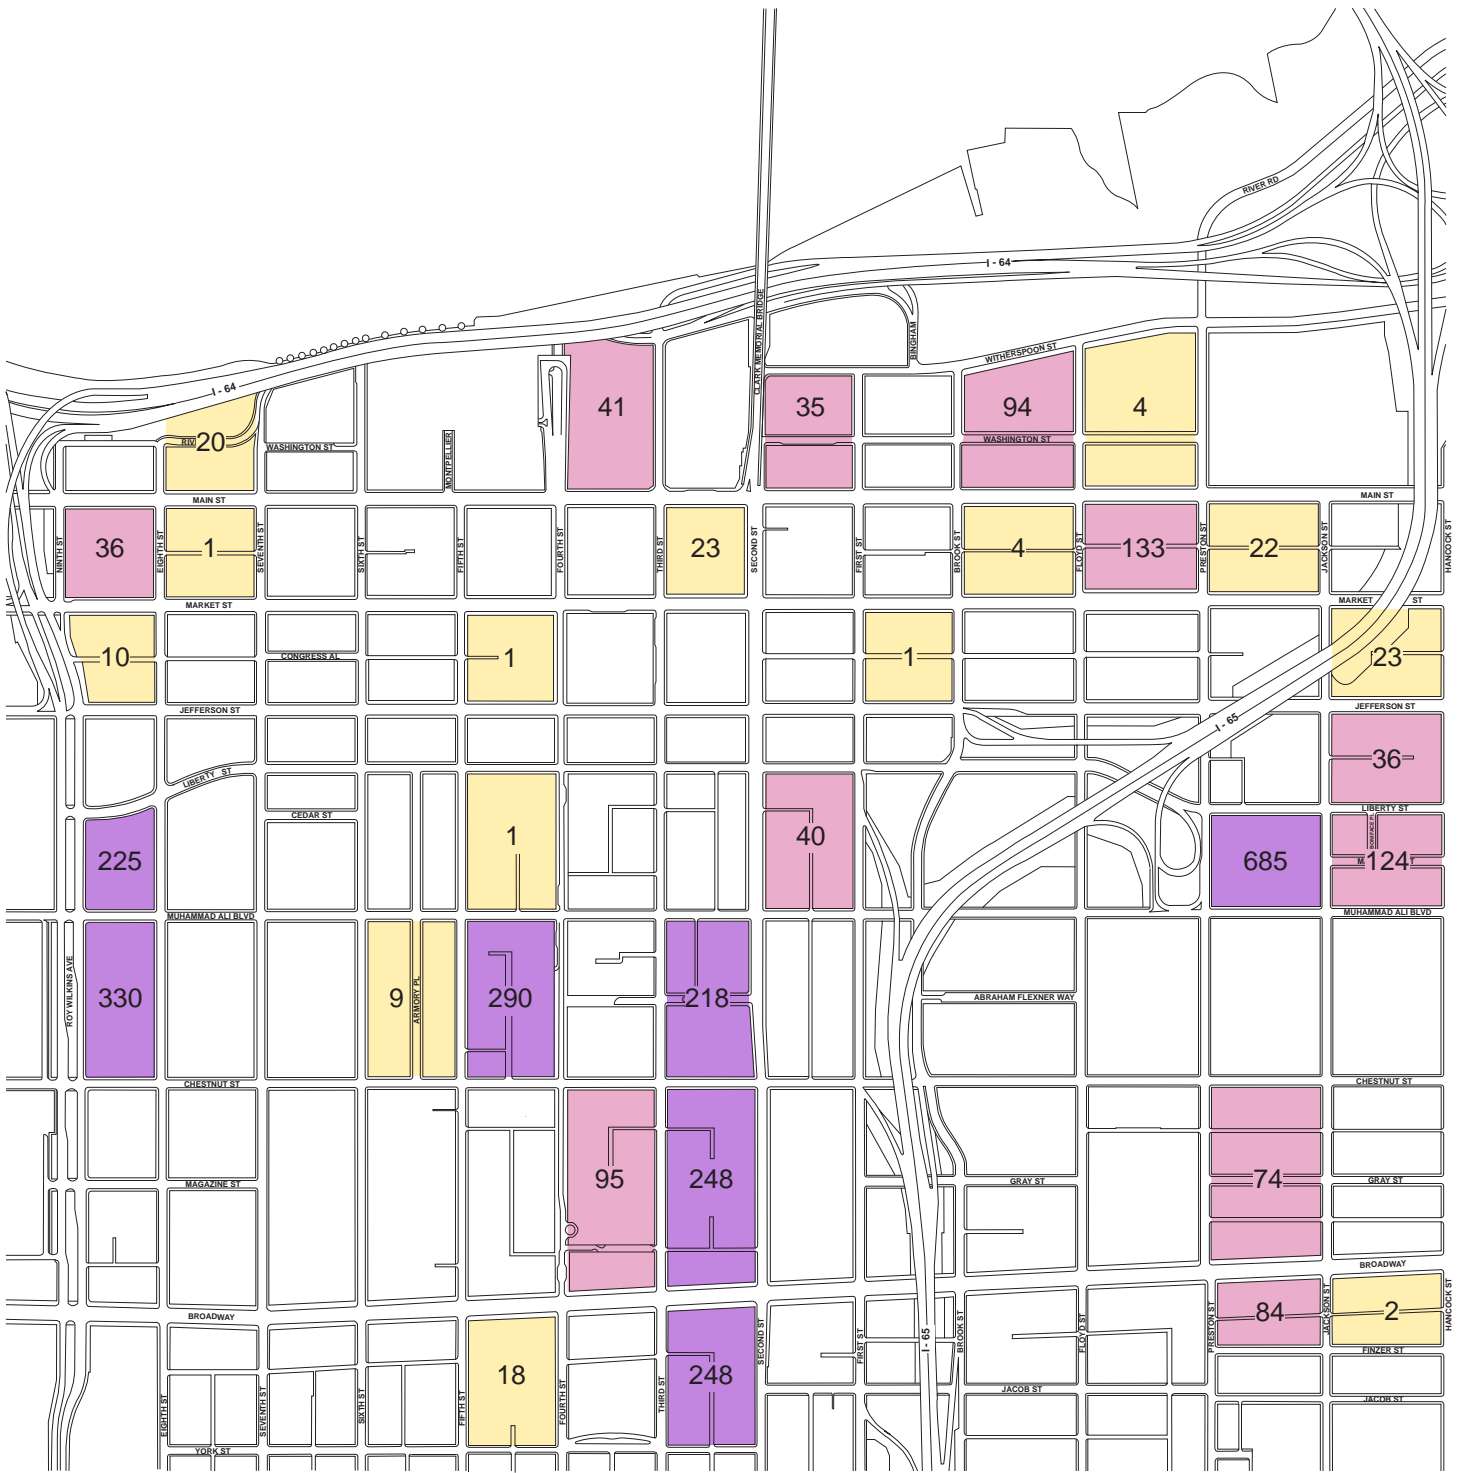 RIVER RD
I - 64
CLARK MEMORIAL BRIDGE
BINGHAM
WITHERSPOON ST
I - 64
41
35
94
4
RIV
20
WASHINGTON ST
MONTPELLIER
WASHINGTON ST
MAIN ST
MAIN ST
NINTH ST
36
EIGHTH ST
1
SEVENTH ST
SIXTH ST
FIFTH ST
FOURTH ST
THIRD ST
23
SECOND ST
FIRST ST
BROOK ST
4
FLOYD ST
133
PRESTON ST
22
JACKSON ST
HANCOCK ST
MARKET ST
MARKET ST
10
CONGRESS AL
1
1
23
JEFFERSON ST
JEFFERSON ST
I - 65
LIBERTY ST
36
CEDAR ST
LIBERTY ST
BONIFACE PL
225
1
40
685
124
MUHAMMAD ALI BLVD
MUHAMMAD ALI BLVD
ROY WILKINS AVE
330
9
ARMORY PL
290
218
ABRAHAM FLEXNER WAY
CHESTNUT ST
CHESTNUT ST
95
248
74
MAGAZINE ST
GRAY ST
GRAY ST
BROADWAY
BROADWAY
84
2
PRESTON ST
JACKSON ST
HANCOCK ST
I - 65
SECOND ST
FIRST ST
BROOK ST
FLOYD ST
FINZER ST
18
248
EIGHTH ST
SEVENTH ST
SIXTH ST
FIFTH ST
FOURTH ST
THIRD ST
JACOB ST
JACOB ST
YORK ST